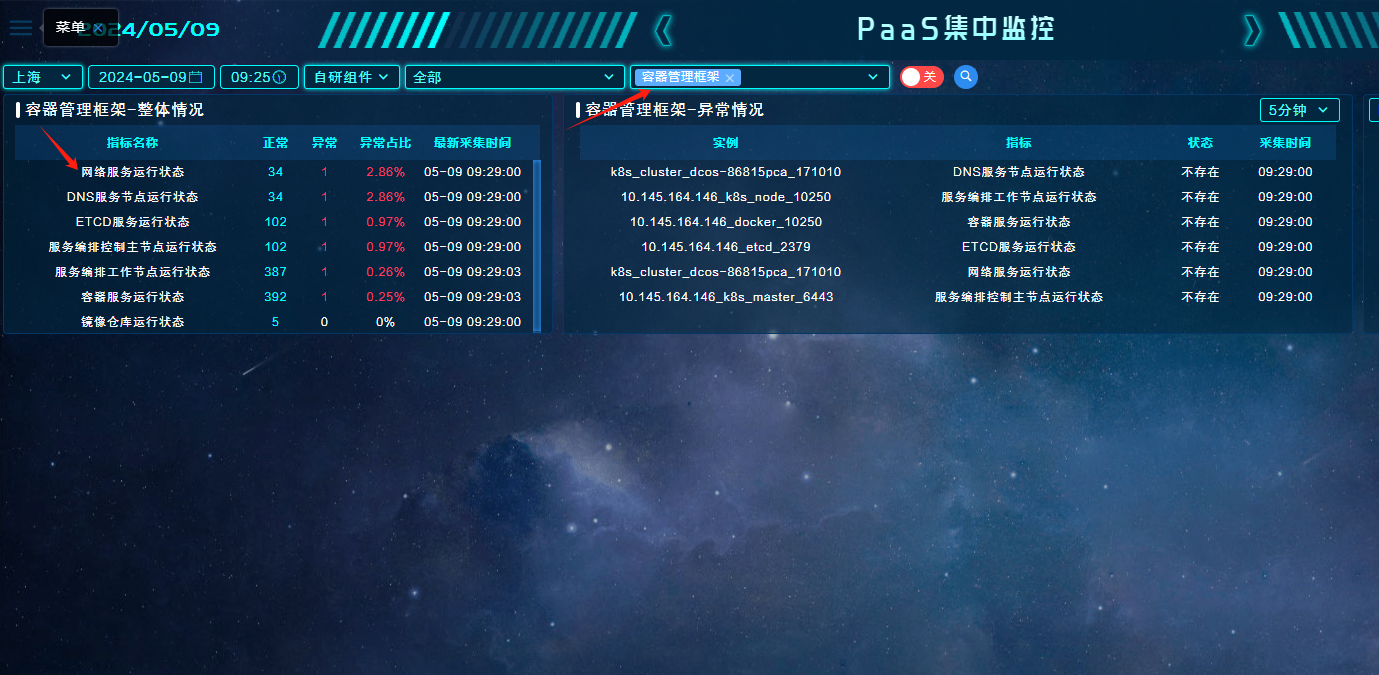 菜单 2024/05/09
PaaS集中监控
上海 2024-05-09 09:25 自研组件 全部 容器管理框架 关
容器管理框架-整体情况
指标名称 正常 异常 异常占比 最新采集时间
网络服务运行状态 34 1 2.86% 05-09 09:29:00
DNS服务节点运行状态 34 1 2.86% 05-09 09:29:00
ETCD服务运行状态 102 1 0.97% 05-09 09:29:00
服务编排控制主节点运行状态 102 1 0.97% 05-09 09:29:00
服务编排工作节点运行状态 387 1 0.26% 05-09 09:29:03
容器服务运行状态 392 1 0.25% 05-09 09:29:03
镜像仓库运行状态 5 0 0% 05-09 09:29:00
容器管理框架-异常情况 5分钟
实例 指标 状态 采集时间
k8s_cluster_dcos-86815pca_171010 DNS服务节点运行状态 不存在 09:29:00
10.145.164.146_k8s_node_10250 服务编排工作节点运行状态 不存在 09:29:00
10.145.164.146_docker_10250 容器服务运行状态 不存在 09:29:00
10.145.164.146_etcd_2379 ETCD服务运行状态 不存在 09:29:00
k8s_cluster_dcos-86815pca_171010 网络服务运行状态 不存在 09:29:00
10.145.164.146_k8s_master_6443 服务编排控制主节点运行状态 不存在 09:29:00